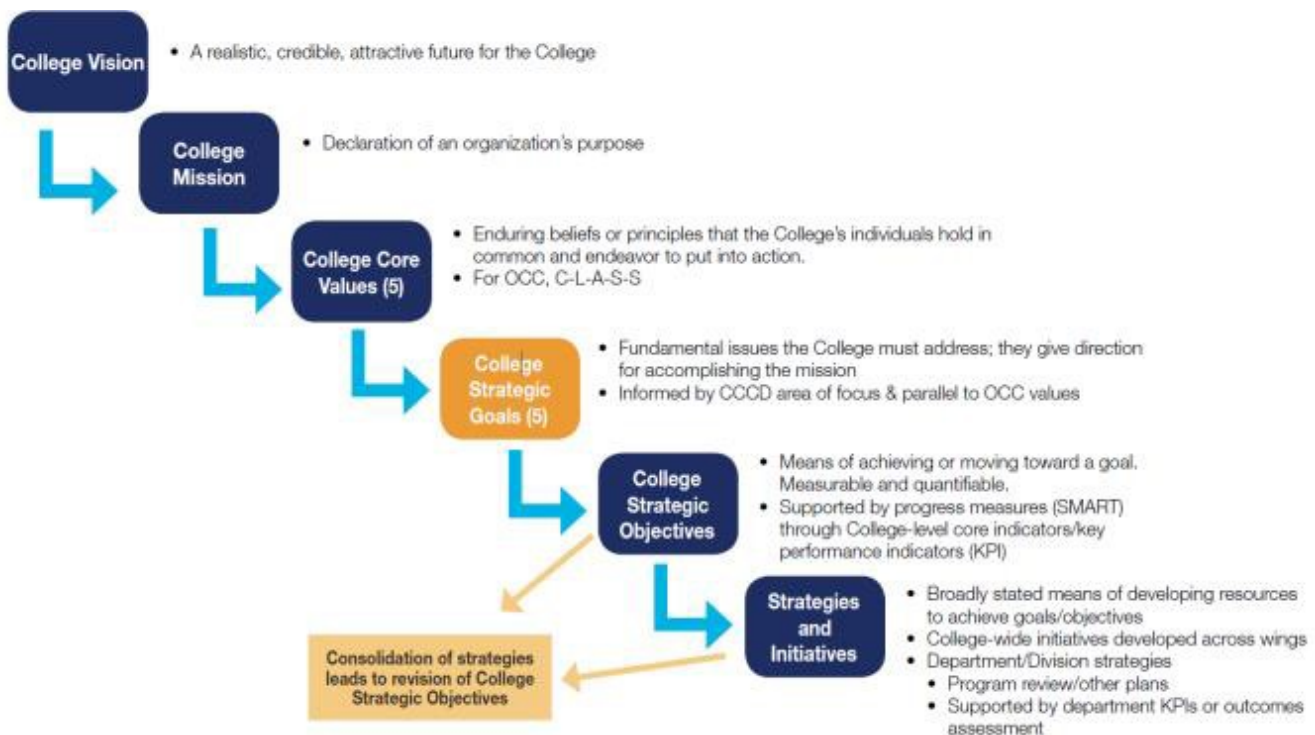 College Vision
• A realistic, credible, attractive future for the College
College
Mission
• Declaration of an organization's purpose
College Core
Values (5)
• Enduring beliefs or principles that the College's individuals hold in
common and endeavor to put into action.
• For OCC, C-L-A-S-S
College
Strategic
Goals (5)
• Fundamental issues the College must address; they give direction
for accomplishing the mission
• Informed by CCCD area of focus & parallel to OCC values
College
Strategic
Objectives
• Means of achieving or moving toward a goal.
Measurable and quantifiable.
• Supported by progress measures (SMART)
through College-level core indicators/key
performance indicators (KPI)
Strategies
and
Initiatives
• Broadly stated means of developing resources
to achieve goals/objectives
• College-wide initiatives developed across wings
• Department/Division strategies
• Program review/other plans
• Supported by department KPIs or outcomes
assessment
Consolidation of strategies
leads to revision of College
Strategic Objectives